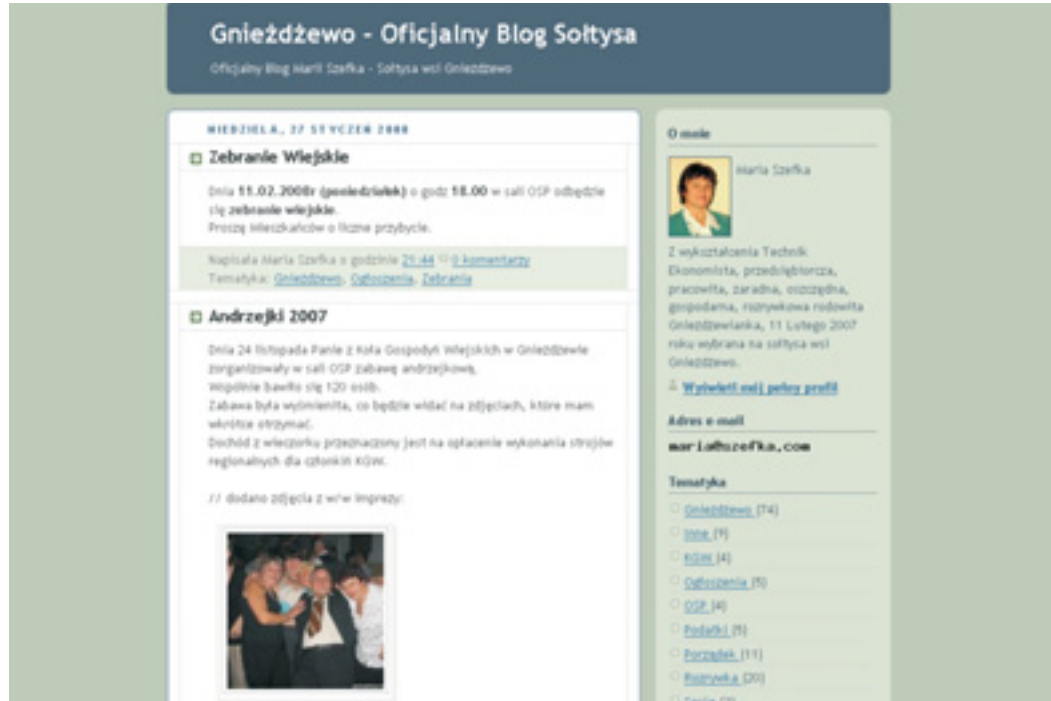 Gnieżdżewo - Oficjalny Blog Sołtysa
Oficjalny Blog Marii Szefka - Sołtysa wsi Gnieżdżewo
NIEDZIELA, 27 STYCZEŃ 2008
Zebranie Wiejskie
Dnia 11.02.2008r (poniedziałek) o godz 18.00 w sali OSP odbędzie
się zebranie wiejskie.
Proszę Mieszkańców o liczne przybycie.
Napisała Maria Szefka o godzinie 21:44 0 komentarzy
Tematyka: Gnieżdżewo, Ogłoszenia, Zebrania
Andrzejki 2007
Dnia 24 listopada Panie z Koła Gospodyń Wiejskich w Gnieżdżewie
zorganizowały w sali OSP zabawę andrzejkową.
Wspólnie bawiło się 120 osób.
Zabawa była wyśmienita, co będzie widać na zdjęciach, które mam
wkrótce otrzymać.
Dochód z wieczorku przeznaczony jest na opłacenie wykonania strojów
regionalnych dla członkiń KGW.
// dodano zdjęcia z w/w imprezy:
O mnie
Maria Szefka
Z wykształcenia Technik
Ekonomista, przedsiębiorcza,
pracowita, zaradna, oszczędna,
gospodarna, rozrywkowa rodowita
Gnieżdżewianka, 11 Lutego 2007
roku wybrana na sołtysa wsi
Gnieżdżewo.
Wyświetl mój pełny profil
Adres e-mail
maria@szefka.com
Tematyka
Gnieżdżewo (74)
Inne (9)
KGW (4)
Ogłoszenia (5)
OSP (4)
Podatki (5)
Porządek (11)
Rozrywka (20)